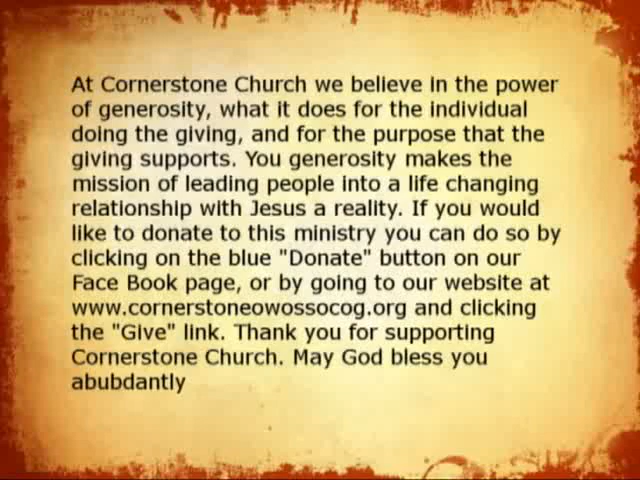 At Cornerstone Church we believe in the power
of generosity, what it does for the individual
doing the giving, and for the purpose that the
giving supports. You generosity makes the
mission of leading people into a life changing
relationship with Jesus a reality. If you would
like to donate to this ministry you can do so by
clicking on the blue "Donate" button on our
Face Book page, or by going to our website at
www.cornerstoneowossocog.org and clicking
the "Give" link. Thank you for supporting
Cornerstone Church. May God bless you
abubdantly